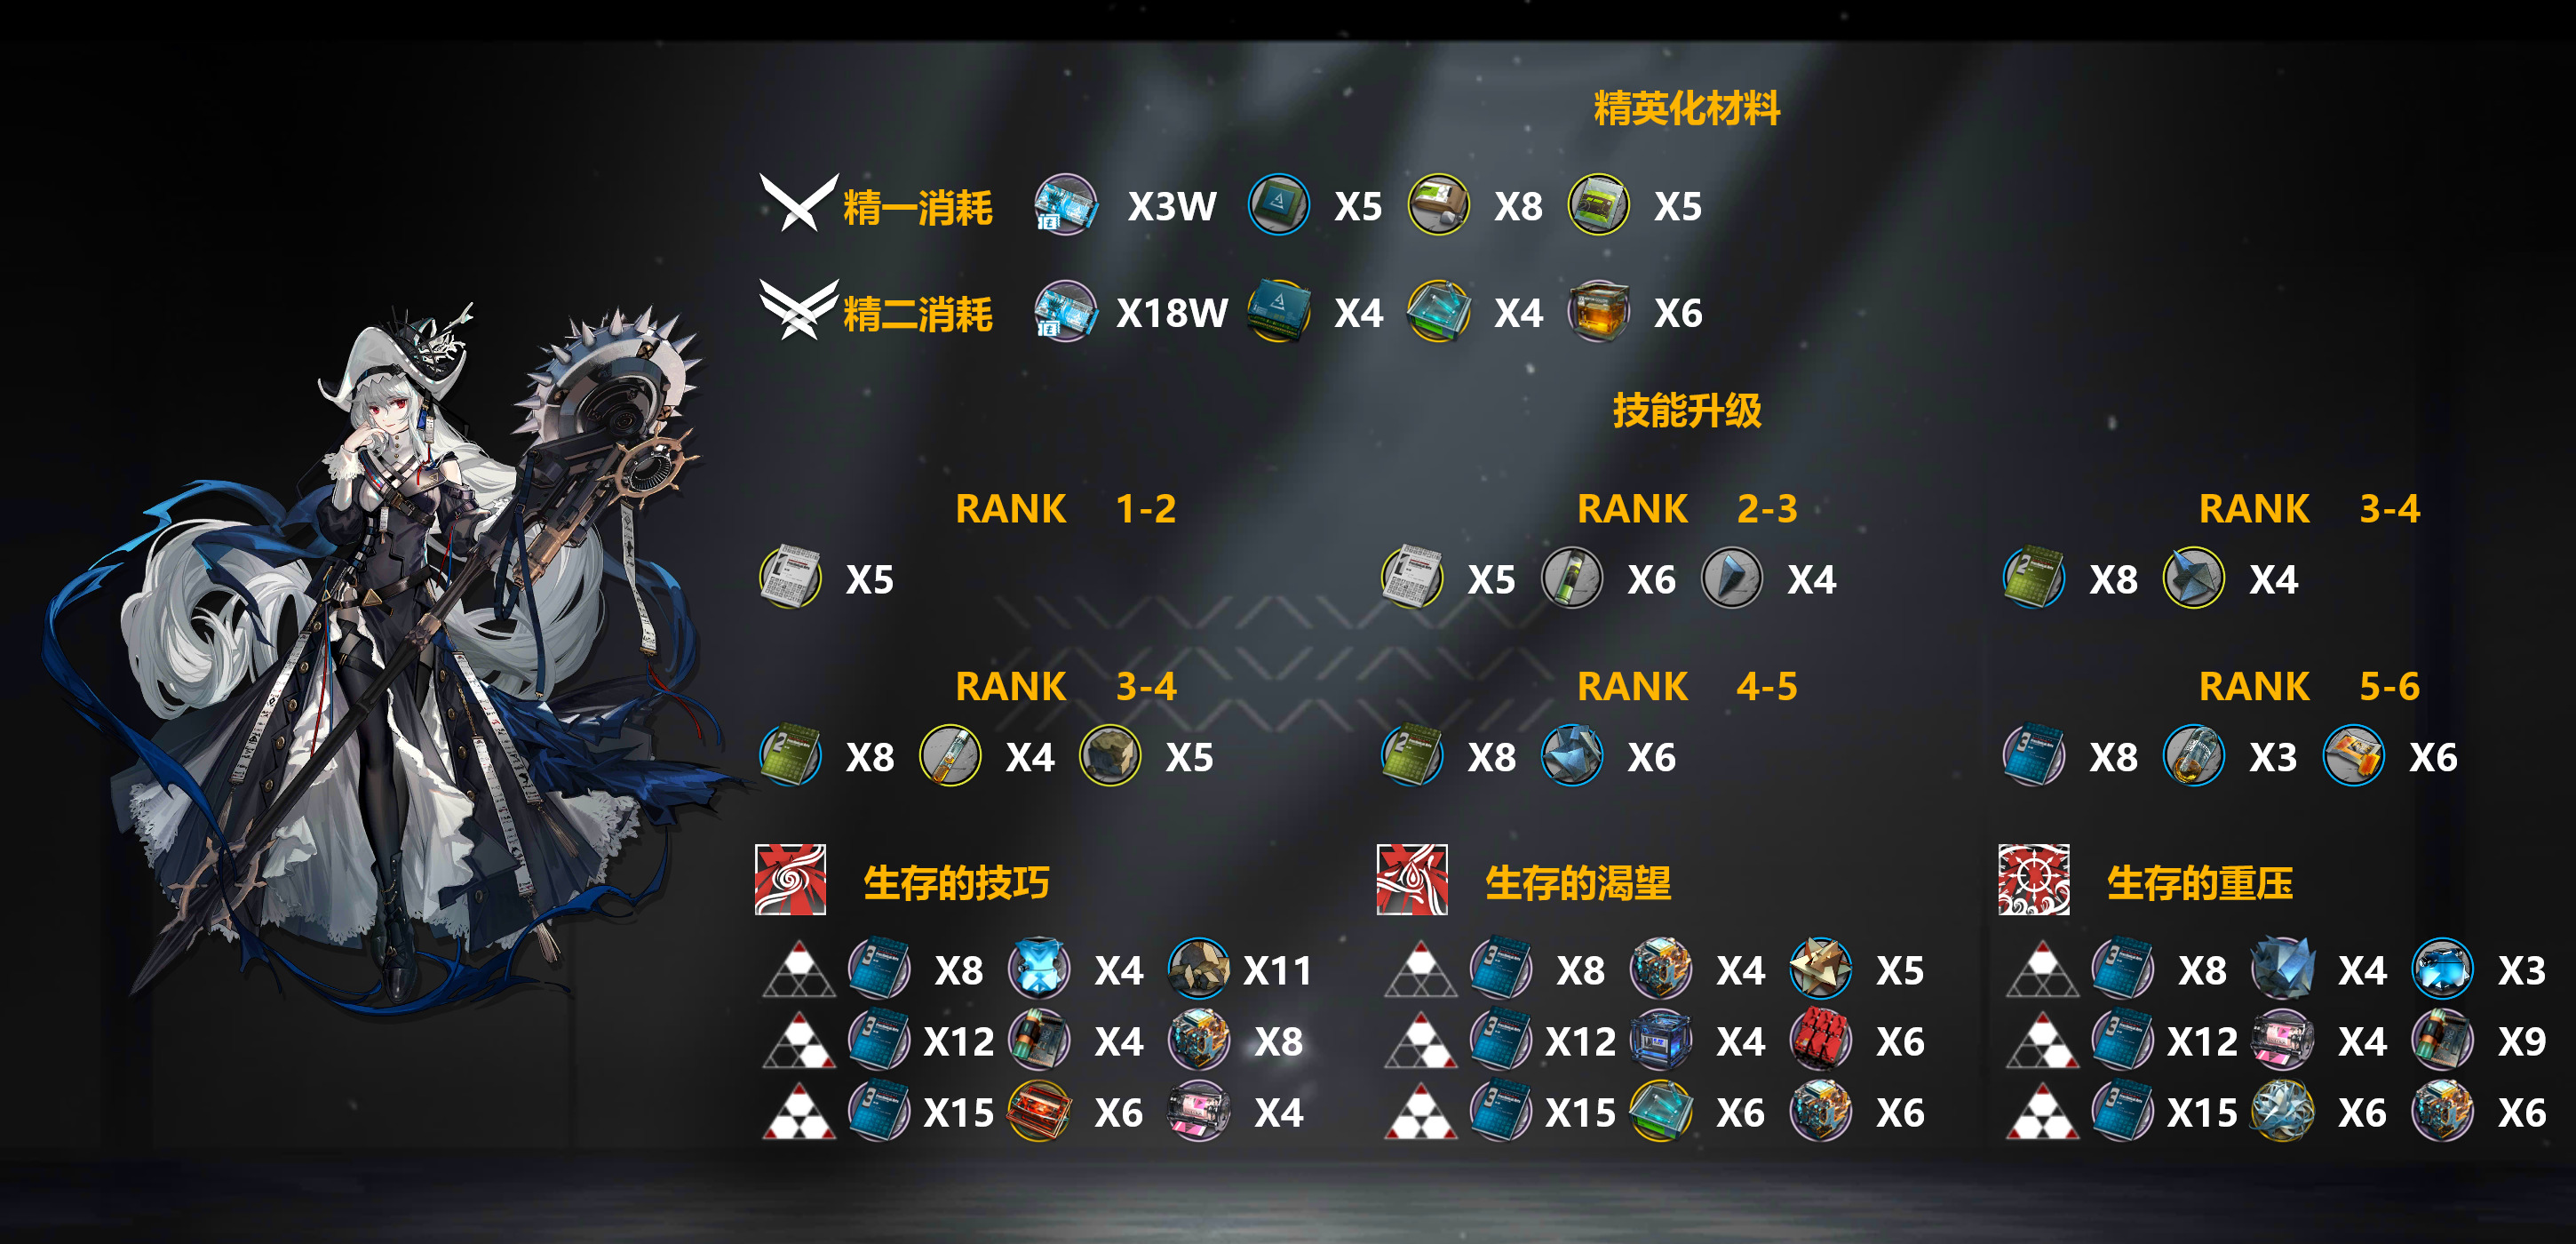 精英化材料
精一消耗 X3W X5 X8 X5
精二消耗 X18W X4 X4 X6
技能升级
RANK 1-2 RANK 2-3 RANK 3-4
X5 X5 X6 X4 X8 X4
RANK 3-4 RANK 4-5 RANK 5-6
X8 X4 X5 X8 X6 X8 X3 X6
生存的技巧 生存的渴望 生存的重压
X8 X4 X11 X8 X4 X5 X8 X4 X3
X12 X4 X8 X12 X4 X6 X12 X4 X9
X15 X6 X4 X15 X6 X6 X15 X6 X6